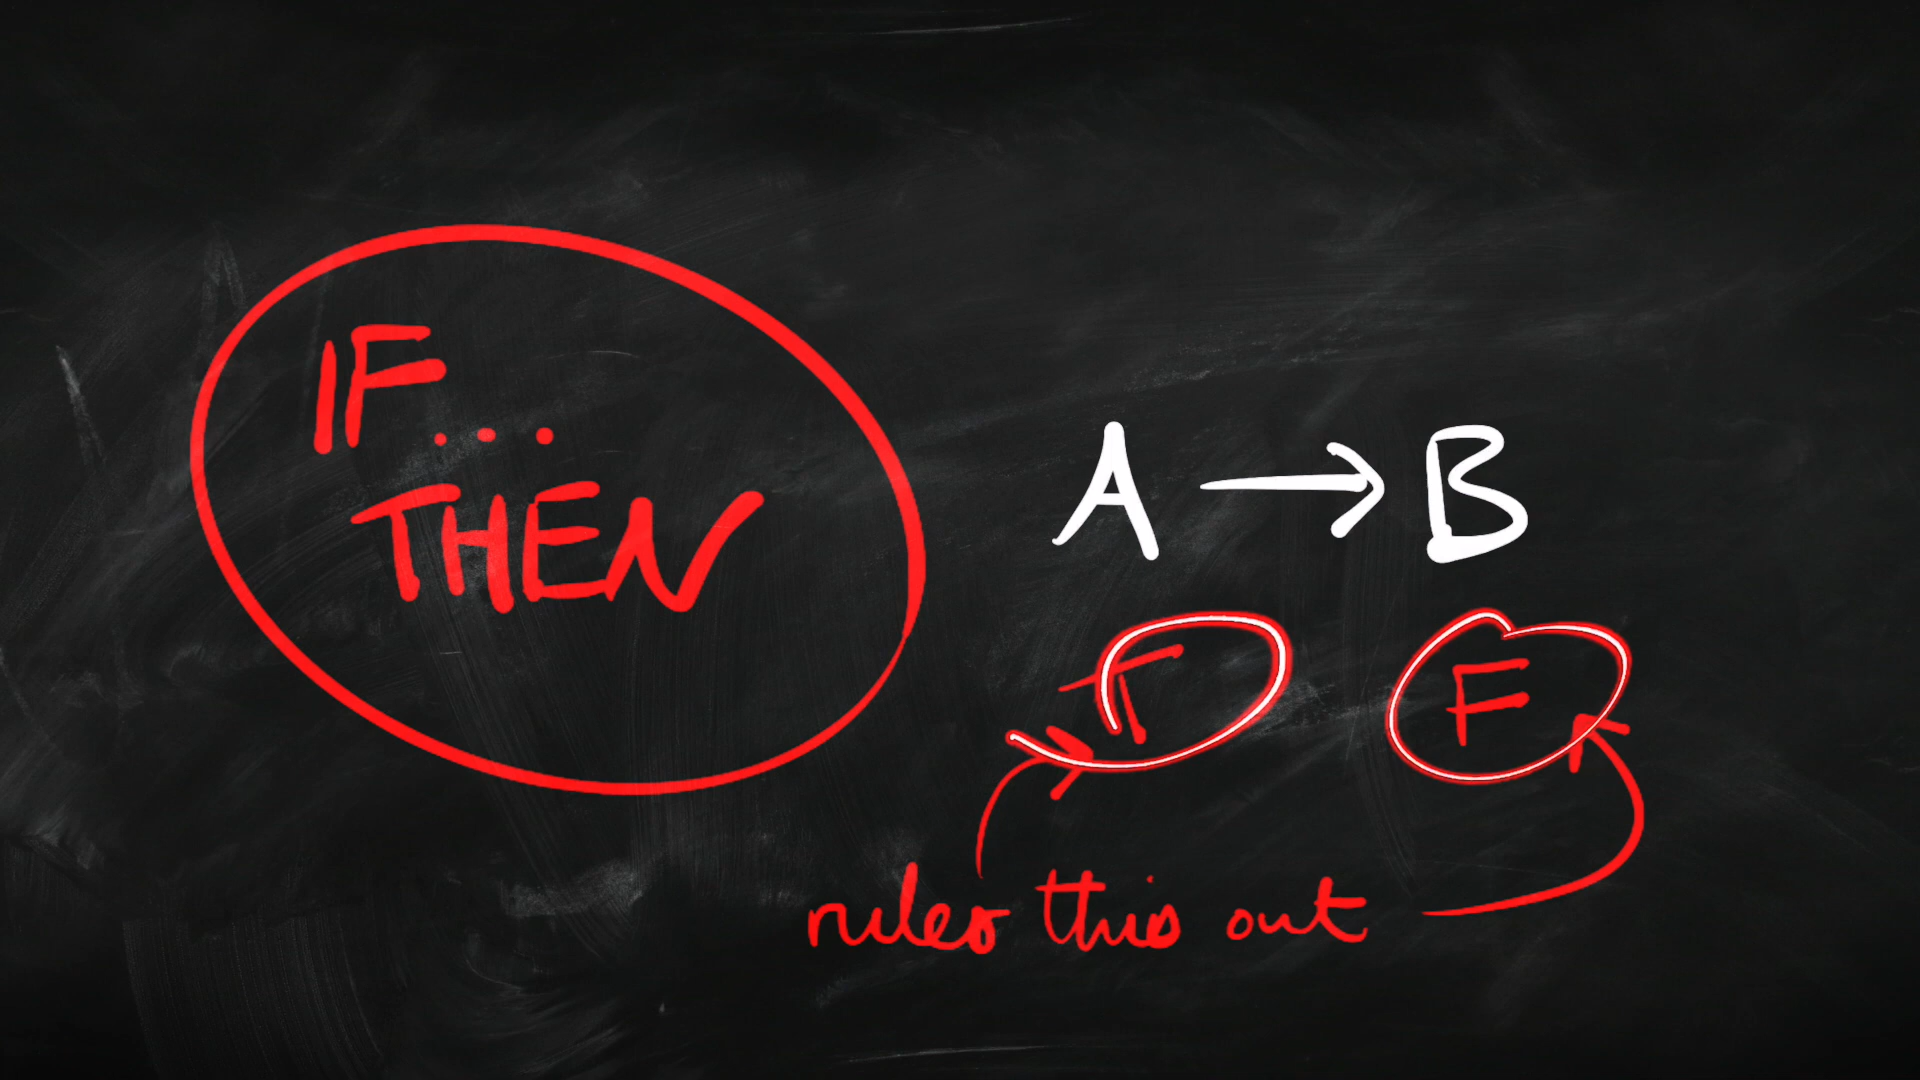 IF...
THEN
A → B
T F
rules this out